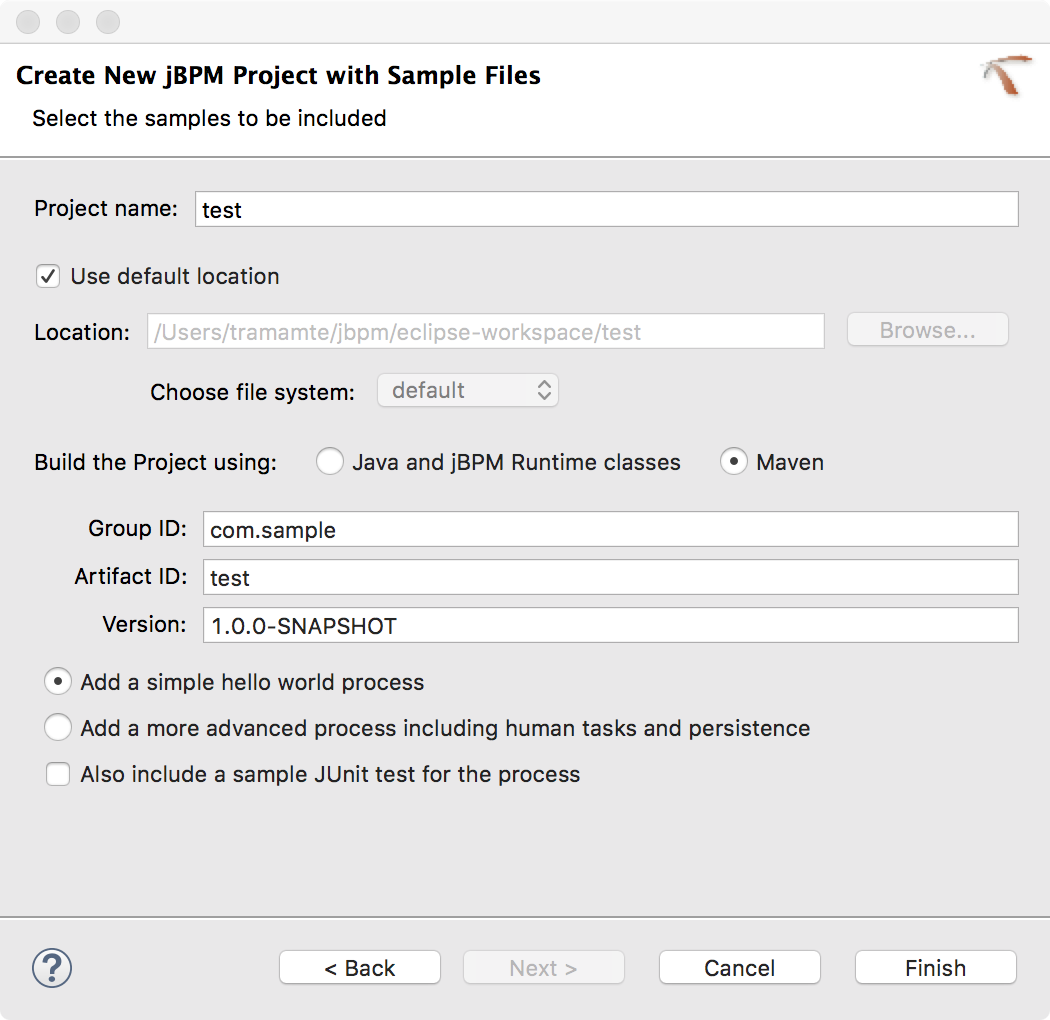 Create New jBPM Project with Sample Files
Select the samples to be included
Project name: test
Use default location
Location: /Users/tramamte/jbpm/eclipse-workspace/test Browse...
Choose file system: default
Build the Project using: Java and jBPM Runtime classes Maven
Group ID: com.sample
Artifact ID: test
Version: 1.0.0-SNAPSHOT
Add a simple hello world process
Add a more advanced process including human tasks and persistence
Also include a sample JUnit test for the process
? < Back Next > Cancel Finish